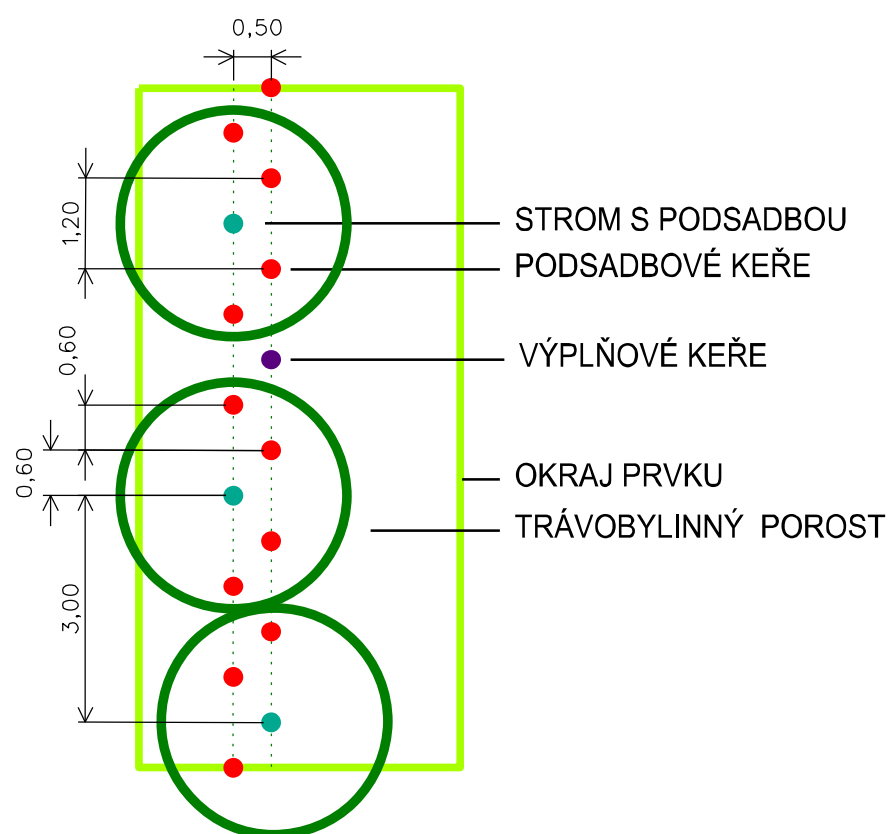 0,50
1,20
STROM S PODSADBOU
PODSADBOVÉ KEŘE
0,60
VÝPLŇOVÉ KEŘE
0,60
OKRAJ PRVKU
TRÁVOBYLINNÝ POROST
3,00